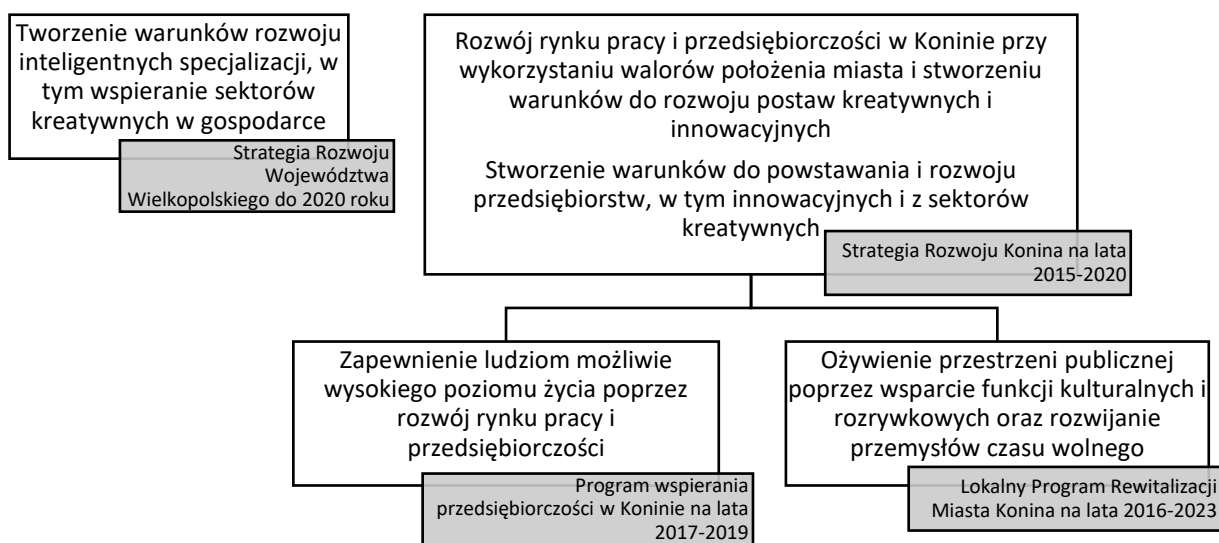 Tworzenie warunków rozwoju
inteligentnych specjalizacji, w
tym wspieranie sektorów
kreatywnych w gospodarce
Strategia Rozwoju
Województwa
Wielkopolskiego do 2020 roku
Rozwój rynku pracy i przedsiębiorczości w Koninie przy
wykorzystaniu walorów położenia miasta i stworzeniu
warunków do rozwoju postaw kreatywnych i
innowacyjnych
Stworzenie warunków do powstawania i rozwoju
przedsiębiorstw, w tym innowacyjnych i z sektorów
kreatywnych
Strategia Rozwoju Konina na lata
2015-2020
Zapewnienie ludziom możliwie
wysokiego poziomu życia poprzez
rozwój rynku pracy i
przedsiębiorczości
Program wspierania
przedsiębiorczości w Koninie na lata
2017-2019
Ożywienie przestrzeni publicznej
poprzez wsparcie funkcji kulturalnych i
rozrywkowych oraz rozwijanie
przemysłów czasu wolnego
Lokalny Program Rewitalizacji
Miasta Konina na lata 2016-2023